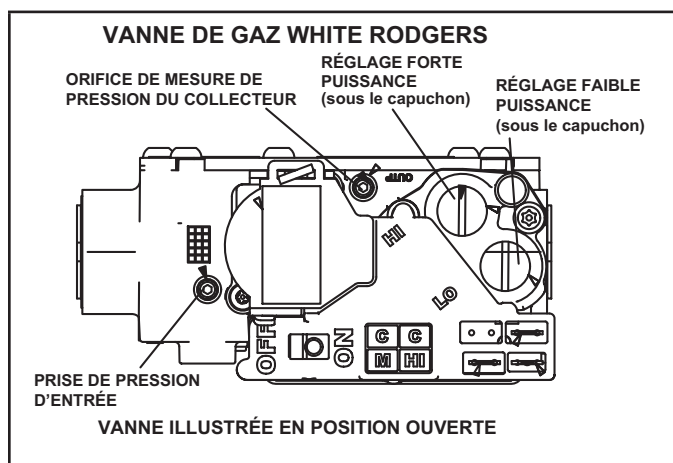 VANNE DE GAZ WHITE RODGERS
ORIFICE DE MESURE DE
PRESSION DU COLLECTEUR
RÉGLAGE FORTE
PUISSANCE
(sous le capuchon)
RÉGLAGE FAIBLE
PUISSANCE
(sous le capuchon)
OUTP
HI
LO
OFF
ON
C C
M HI
PRISE DE PRESSION
D'ENTRÉE
VANNE ILLUSTRÉE EN POSITION OUVERTE